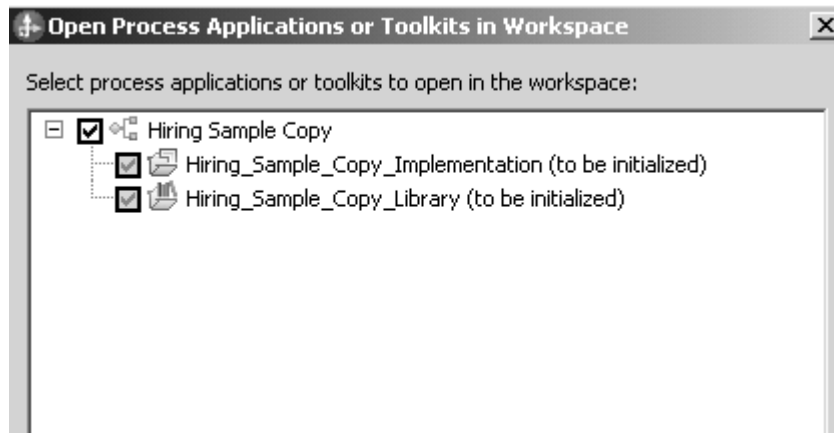 Open Process Applications or Toolkits in Workspace
Select process applications or toolkits to open in the workspace:
Hiring Sample Copy
Hiring_Sample_Copy_Implementation (to be initialized)
Hiring_Sample_Copy_Library (to be initialized)